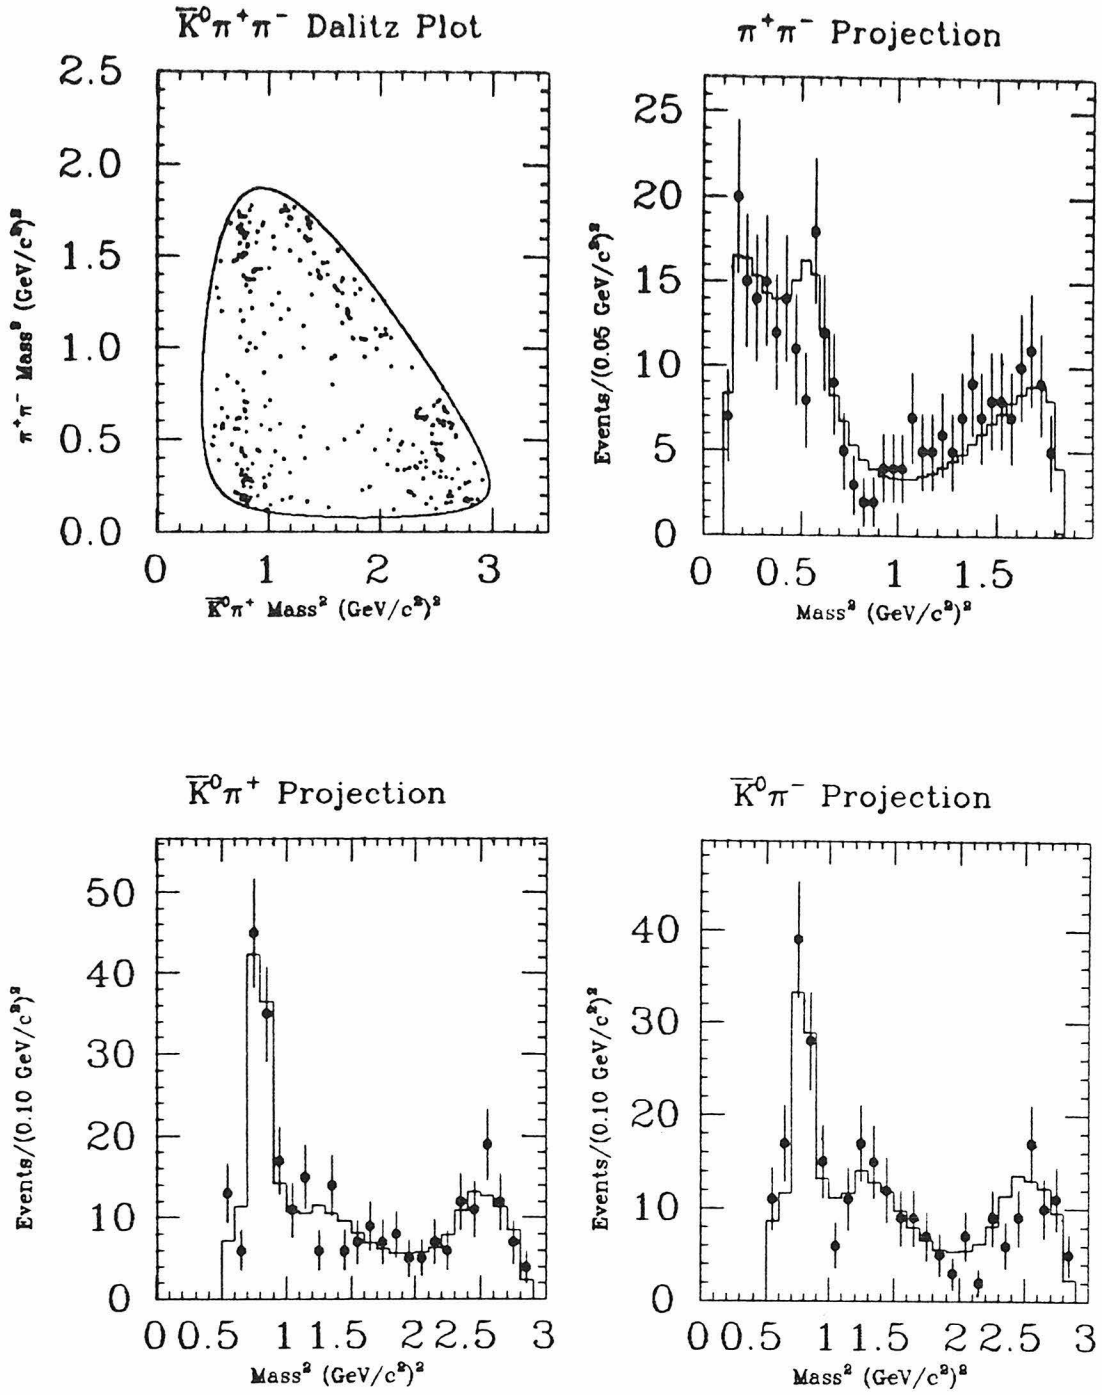 K̅⁰π⁺π⁻ Dalitz Plot
π⁺π⁻ Mass² (GeV/c²)²
2.5
2.0
1.5
1.0
0.5
0.0
0 1 2 3
K̅⁰π⁺ Mass² (GeV/c²)²
π⁺π⁻ Projection
Events/(0.05 GeV/c²)²
25
20
15
10
5
0
0 0.5 1 1.5
Mass² (GeV/c²)²
K̅⁰π⁺ Projection
Events/(0.10 GeV/c²)²
50
40
30
20
10
0
0 0.5 1 1.5 2 2.5 3
Mass² (GeV/c²)²
K̅⁰π⁻ Projection
Events/(0.10 GeV/c²)²
40
30
20
10
0
0 0.5 1 1.5 2 2.5 3
Mass² (GeV/c²)²